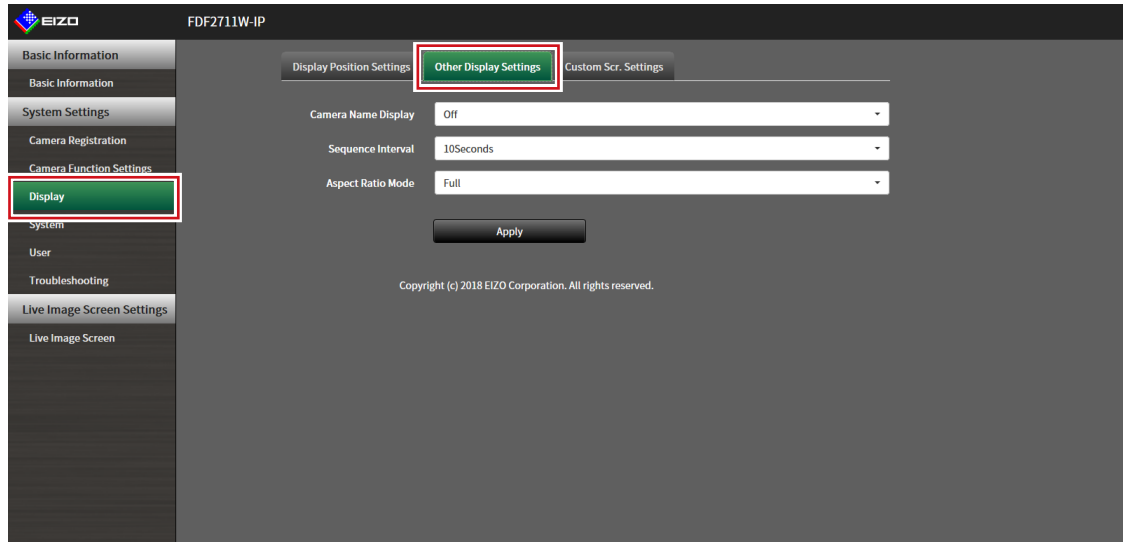 EIZO
FDF2711W-IP
Basic Information
Basic Information
System Settings
Camera Registration
Camera Function Settings
Display
System
User
Troubleshooting
Live Image Screen Settings
Live Image Screen
Display Position Settings
Other Display Settings
Custom Scr. Settings
Camera Name Display
Off
Sequence Interval
10Seconds
Aspect Ratio Mode
Full
Apply
Copyright (c) 2018 EIZO Corporation. All rights reserved.